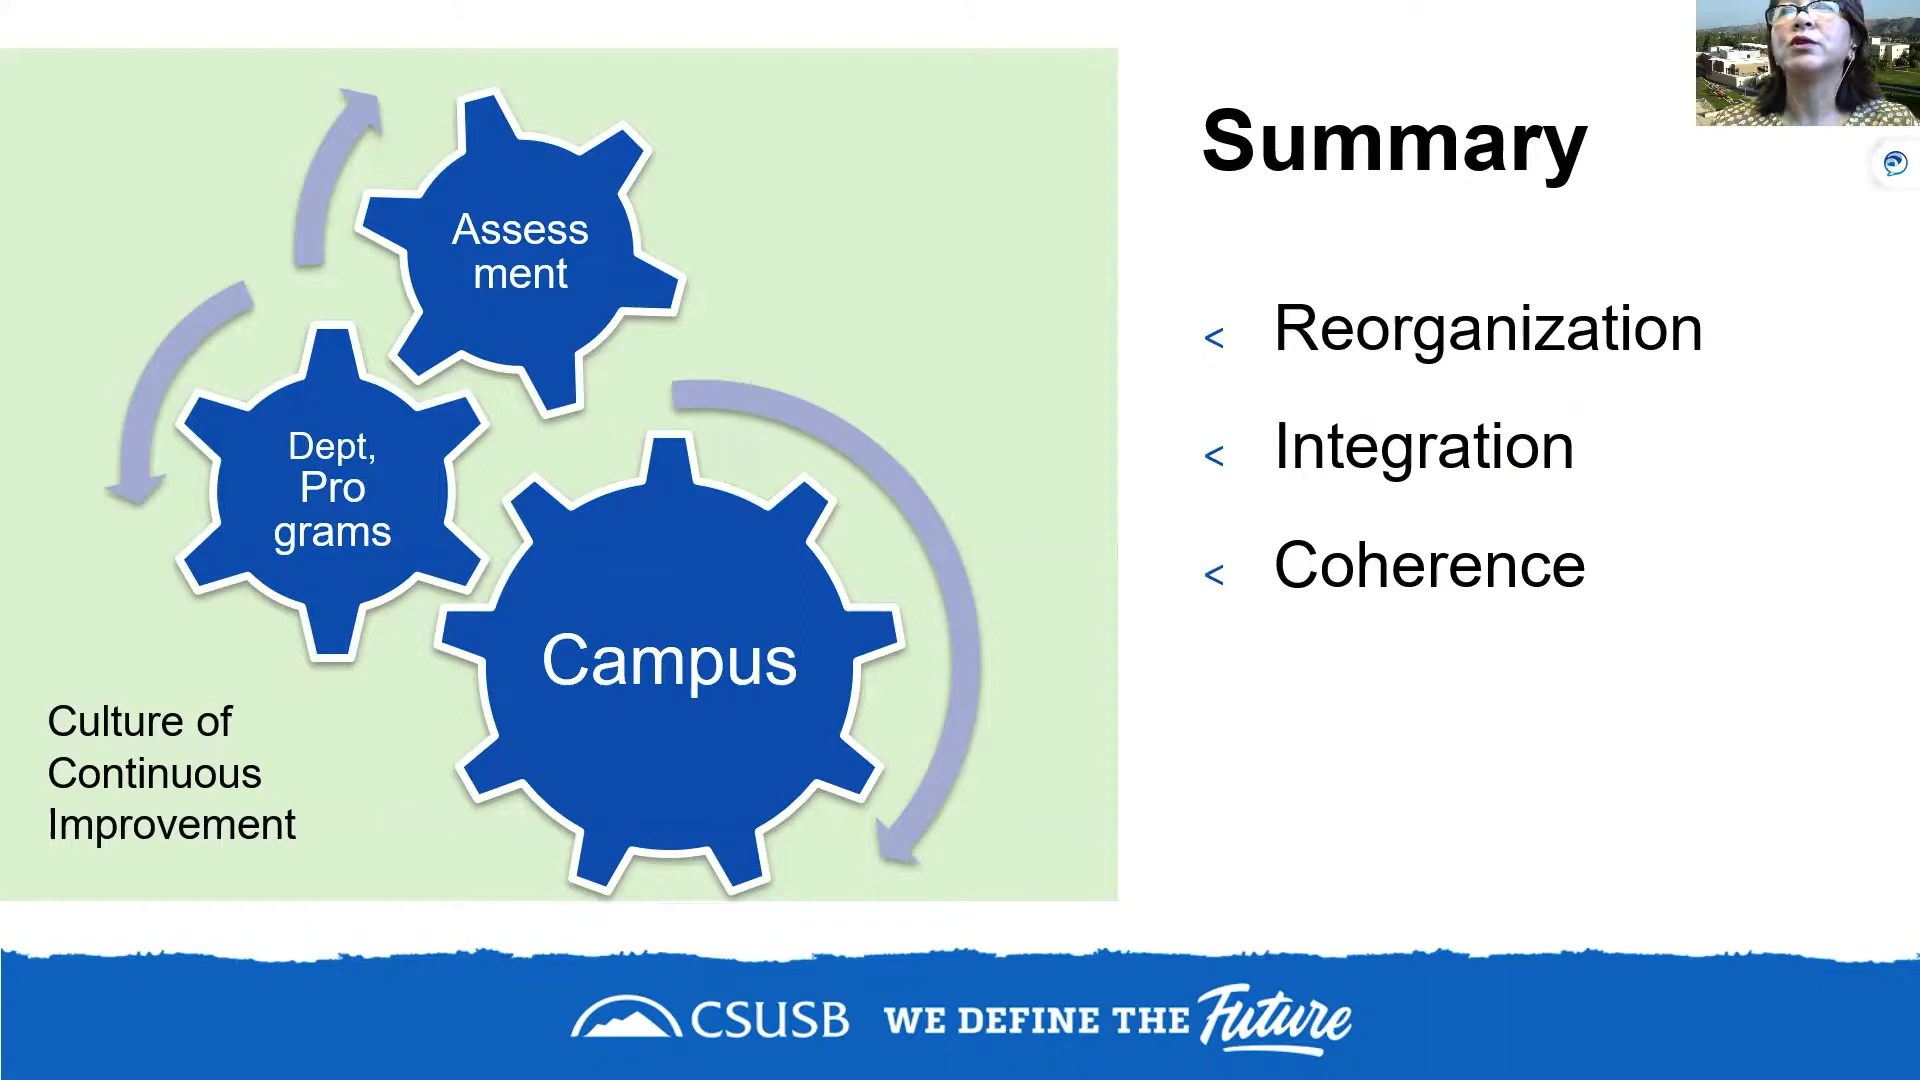 Assess
ment
Dept,
Pro
grams
Campus
Culture of
Continuous
Improvement
Summary
< Reorganization
< Integration
< Coherence
CSUSB WE DEFINE THE Future